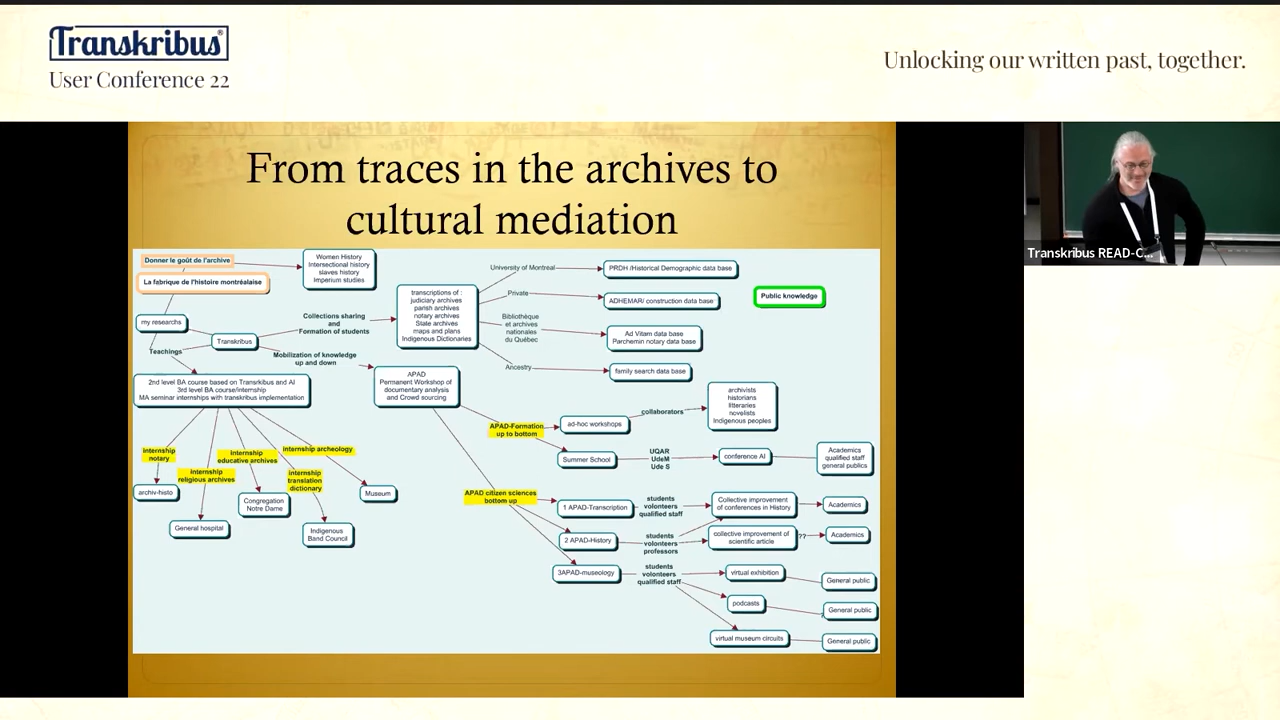 Transkribus®
User Conference 22
Unlocking our written past, together.
From traces in the archives to
cultural mediation
Donner le goût de l'archive
La fabrique de l'histoire montréalaise
Women History
Intersectional history
slaves history
Imperium studies
my researchs
Transkribus
Teachings
Collections sharing
and
Formation of students
Mobilization of knowledge
up and down
transcriptions of :
judiciary archives
parish archives
notary archives
State archives
maps and plans
Indigenous Dictionaries
University of Montreal
PRDH /Historical Demographic data base
Private
ADHEMAR/ construction data base
Bibliothèque
et archives
nationales
du Québec
Ad Vitam data base
Parchemin notary data base
Ancestry
family search data base
Public knowledge
2nd level BA course based on Transrkibus and AI
3rd level BA course/internship
MA seminar internships with transkribus implementation
APAD
Permanent Workshop of
documentary analysis
and Crowd sourcing
internship
notary
archiv-histo
Internship
religious archives
General hospital
Internship
educative archives
Congregation
Notre Dame
internship
translation
dictionary
Indigenous
Band Council
Internship archeology
Museum
APAD-Formation
up to bottom
ad-hoc workshops
collaborators
archivists
historians
litteraries
novelists
Indigenous peoples
Summer School
UQAR
UdeM
Ude S
conference AI
Academics
qualified staff
general publics
APAD citizen sciences
bottom up
1 APAD-Transcription
students
volunteers
qualified staff
Collective improvement
of conferences in History
Academics
2 APAD-History
students
volunteers
professors
collective improvement of
scientific article
??
Academics
3APAD-museology
students
volunteers
qualified staff
virtual exhibition
General public
podcasts
General public
virtual museum circuits
General public
Transkribus READ-C...